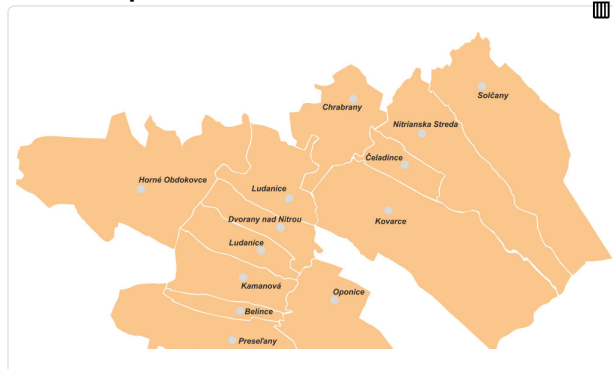 Solčany
Chrabrany
Nitrianska Streda
Čeladince
Horné Obdokovce
Ludanice
Dvorany nad Nitrou
Kovarce
Ludanice
Kamanová
Oponice
Belince
Preseľany